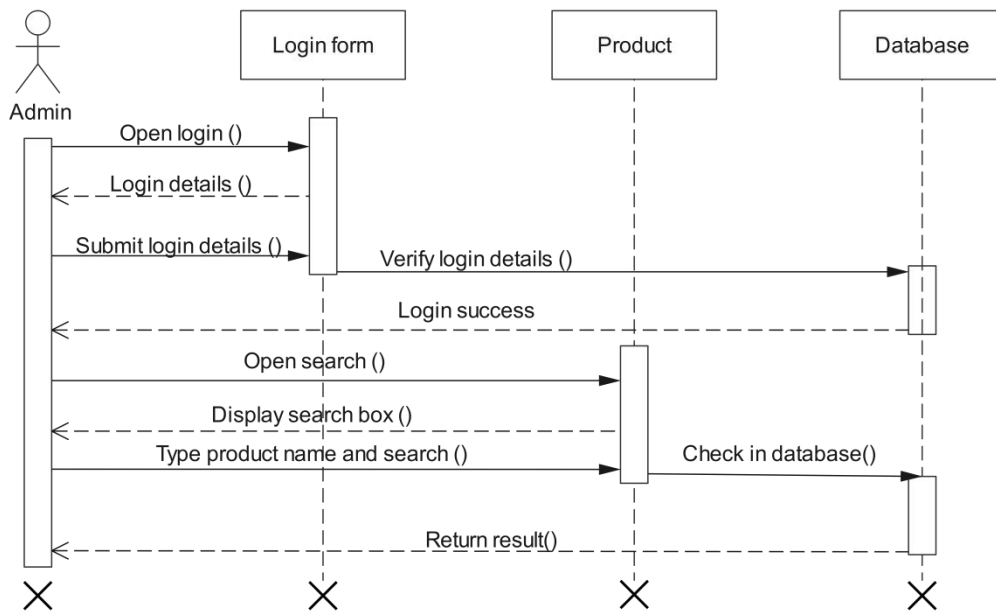 Login form
Product
Database
Admin
Open login ()
Login details ()
Submit login details ()
Verify login details ()
Login success
Open search ()
Display search box ()
Type product name and search ()
Check in database()
Return result()